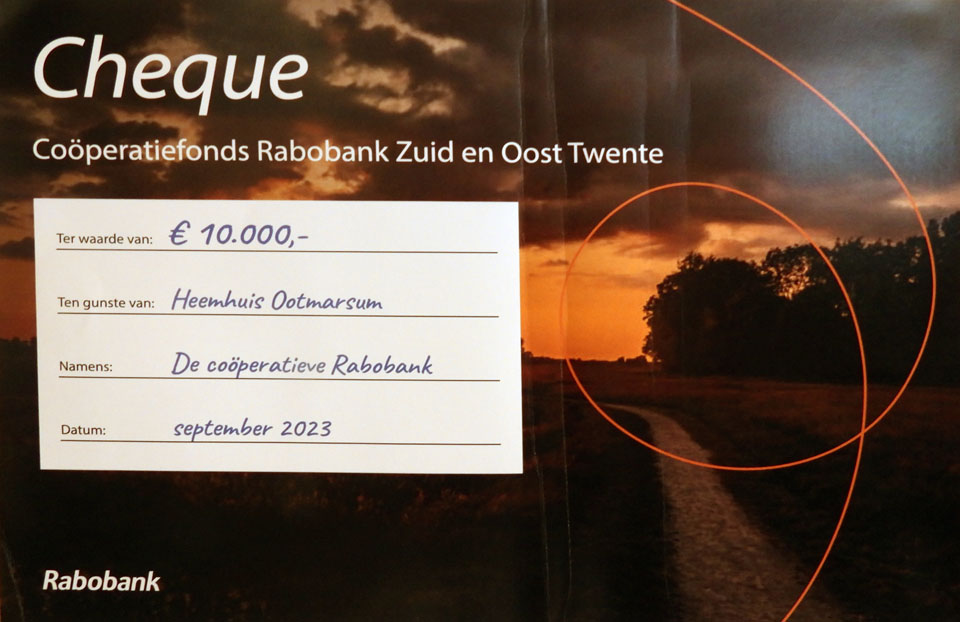 Cheque
Coöperatiefonds Rabobank Zuid en Oost Twente
Ter waarde van: € 10.000,-
Ten gunste van: Heemhuis Ootmarsum
Namens: De coöperatieve Rabobank
Datum: september 2023
Rabobank